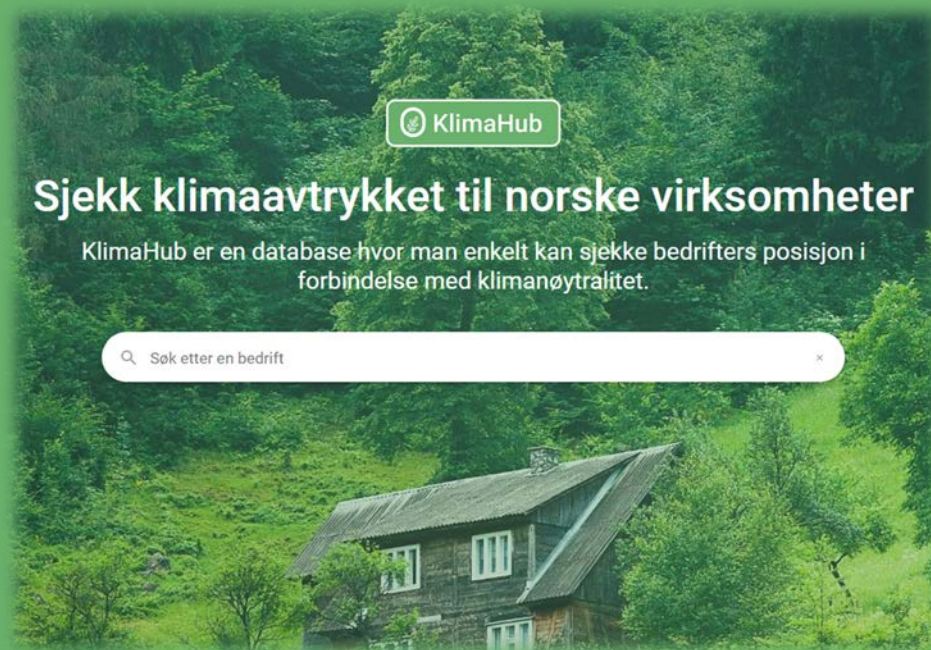 KlimaHub
Sjekk klimaavtrykket til norske virksomheter
KlimaHub er en database hvor man enkelt kan sjekke bedrifters posisjon i
forbindelse med klimanøytralitet.
Søk etter en bedrift